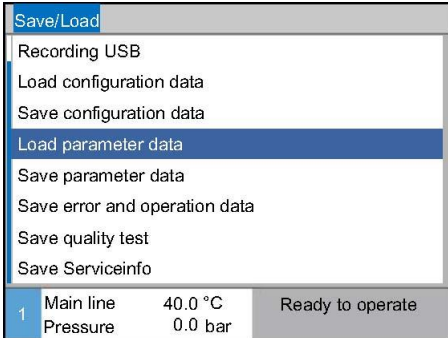 Save/Load
Recording USB
Load configuration data
Save configuration data
Load parameter data
Save parameter data
Save error and operation data
Save quality test
Save Serviceinfo
1 Main line 40.0 °C Ready to operate
Pressure 0.0 bar